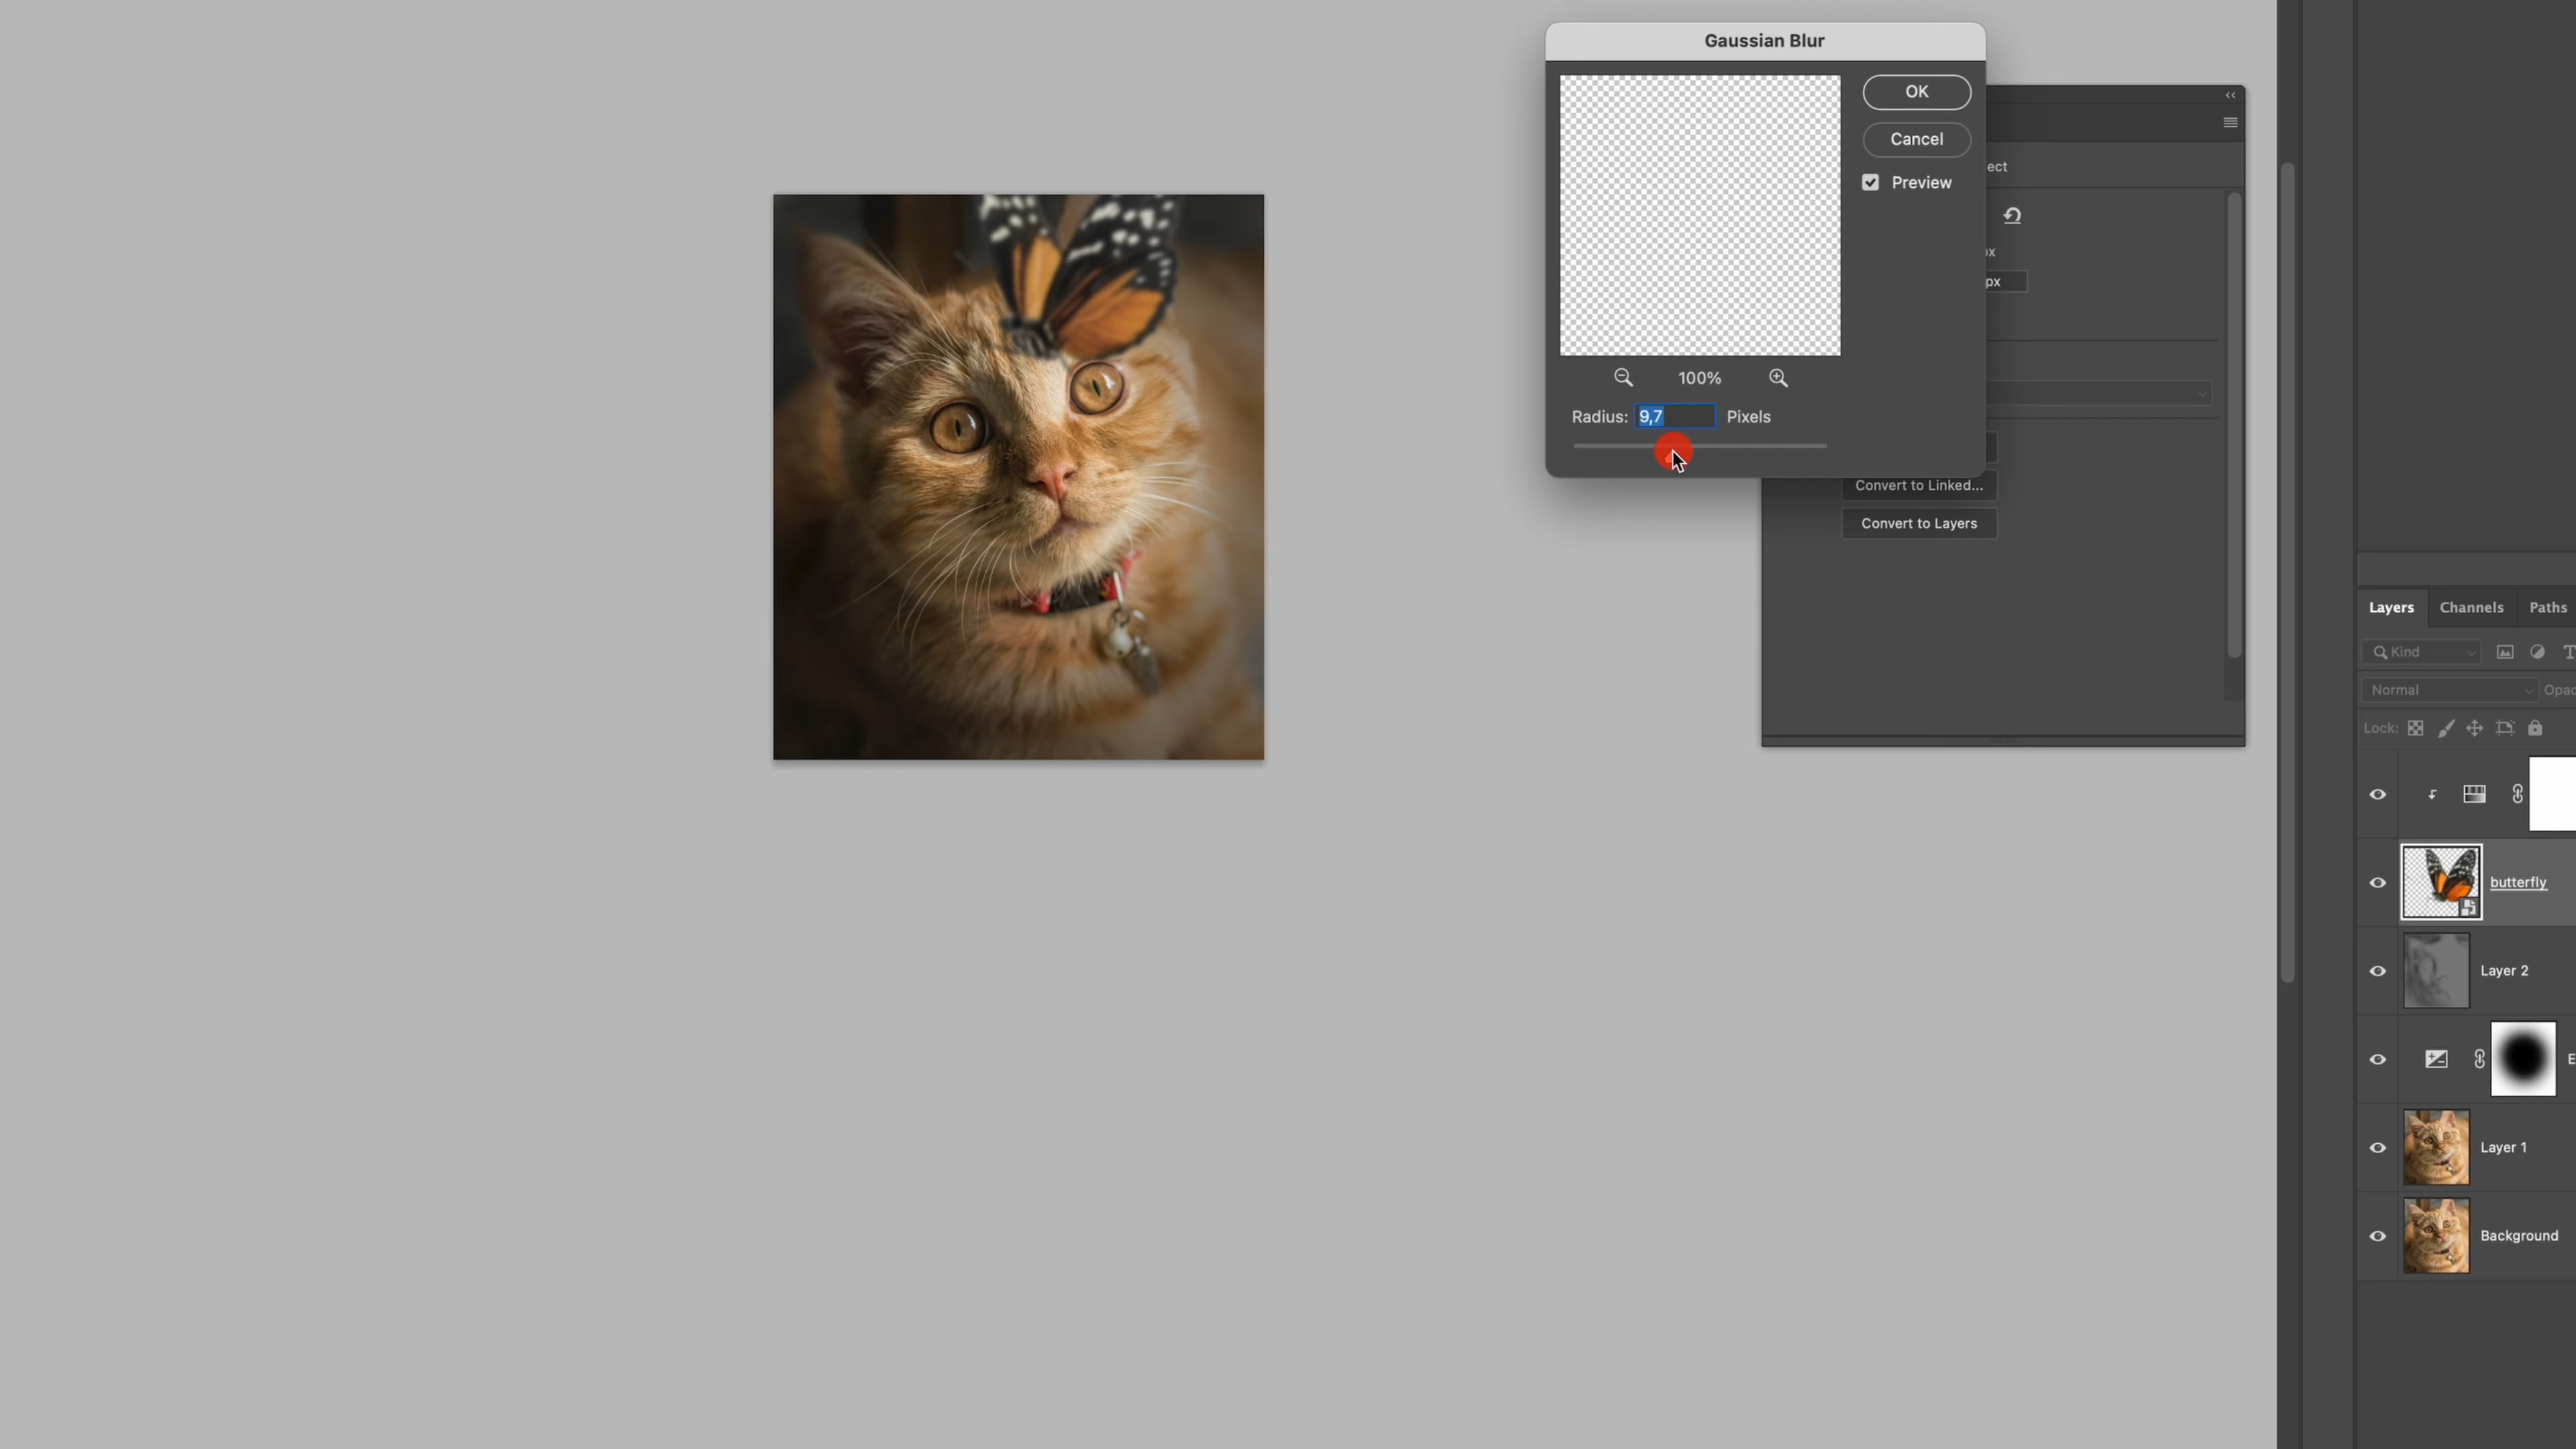 Gaussian Blur
OK
Cancel
Preview
100%
Radius: 9,7 Pixels
ect
px
px
Convert to Linked...
Convert to Layers
Layers Channels Paths
Kind
Normal Opac
Lock:
butterfly
Layer 2
E
Layer 1
Background